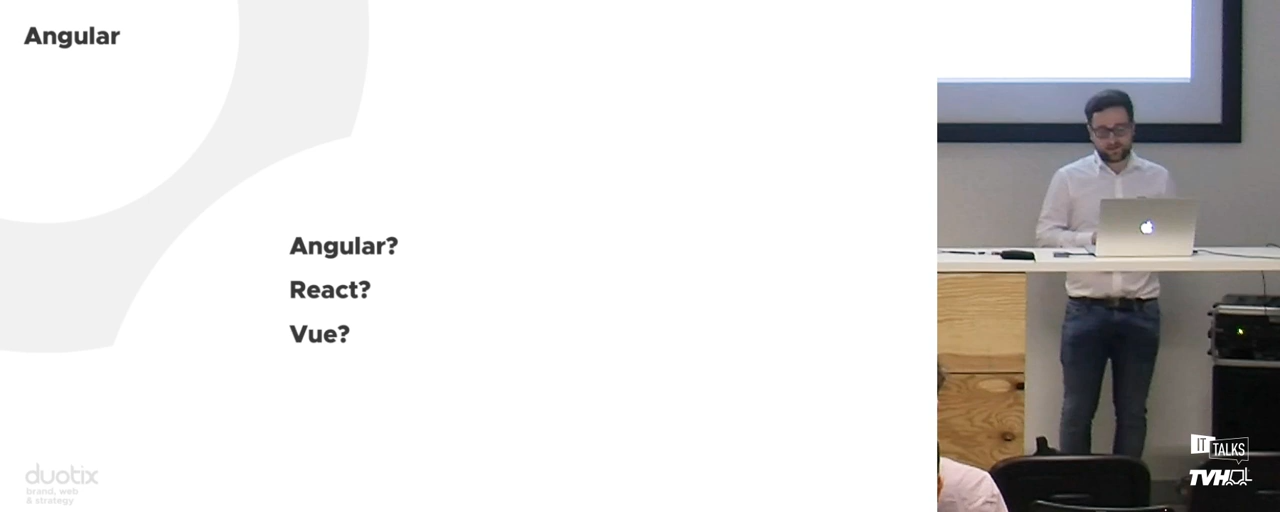 Angular
Angular?
React?
Vue?
duotix
brand, web
& strategy
IT
TALKS
TVH